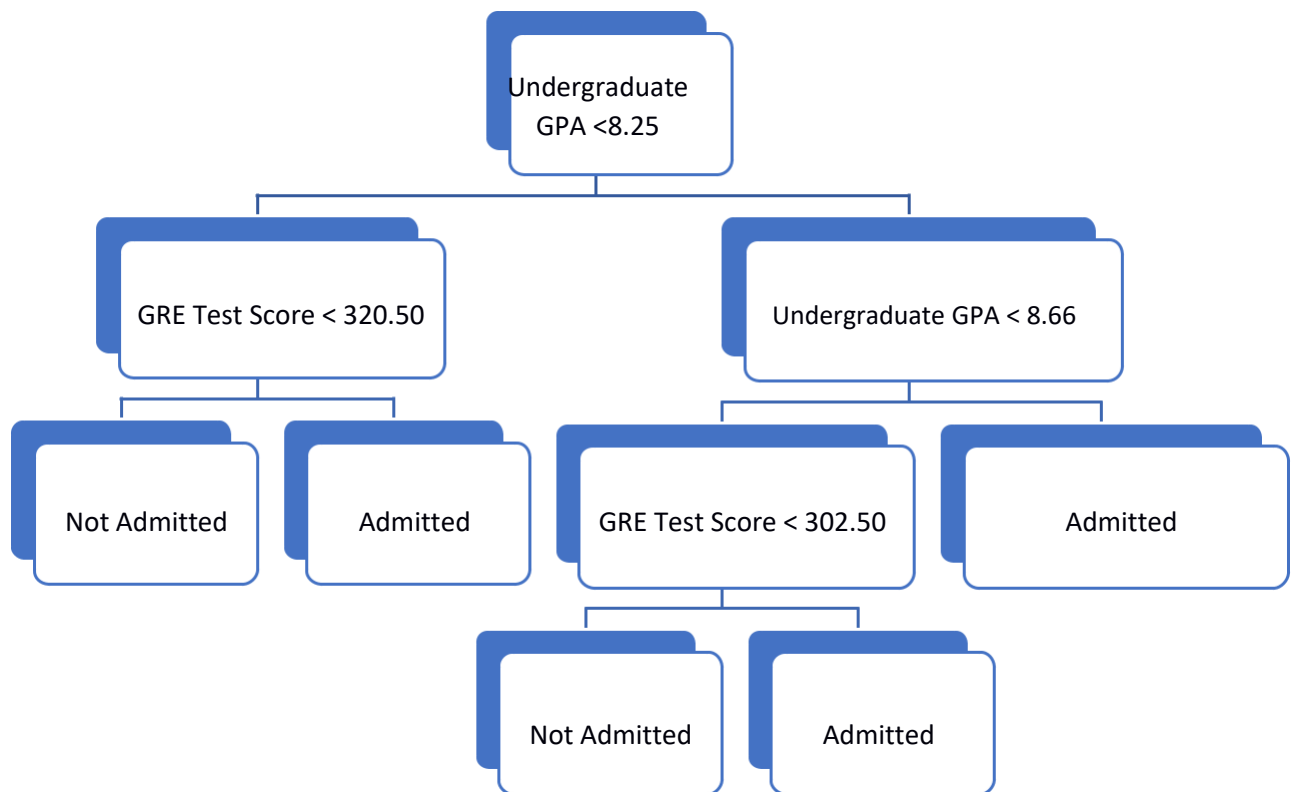 Undergraduate
GPA <8.25
GRE Test Score < 320.50
Undergraduate GPA < 8.66
Not Admitted
Admitted
GRE Test Score < 302.50
Admitted
Not Admitted
Admitted